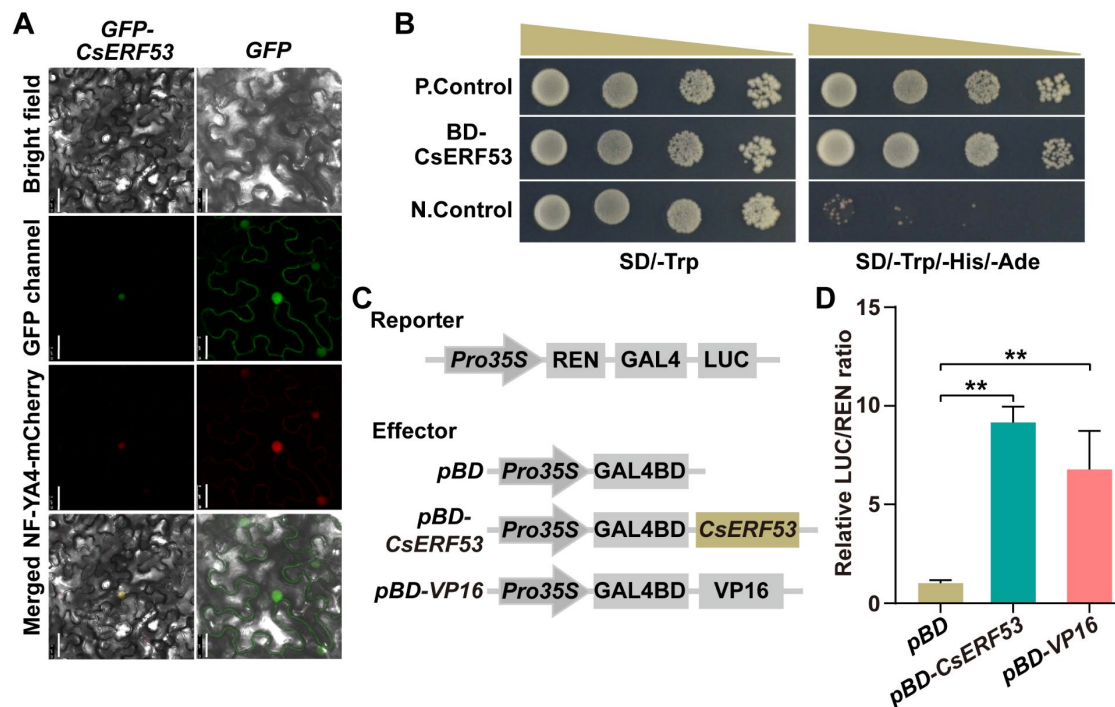 A
GFP-
CsERF53
GFP
Bright field
GFP channel
NF-YA4-mCherry
Merged
B
P.Control
BD-
CsERF53
N.Control
SD/-Trp
SD/-Trp/-His/-Ade
C
Reporter
Pro35S
REN
GAL4
LUC
Effector
pBD
Pro35S
GAL4BD
pBD-
CsERF53
Pro35S
GAL4BD
CsERF53
pBD-VP16
Pro35S
GAL4BD
VP16
D
Relative LUC/REN ratio
15
10
5
0
**
**
pBD
pBD-CsERF53
pBD-VP16